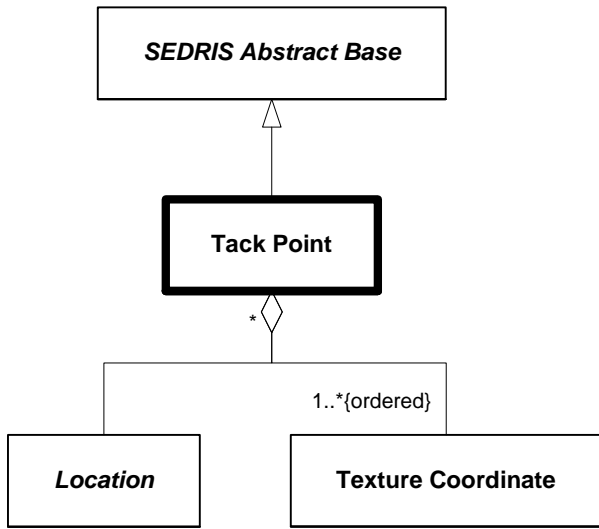 SEDRIS Abstract Base
Tack Point
*
1..*{ordered}
Location
Texture Coordinate